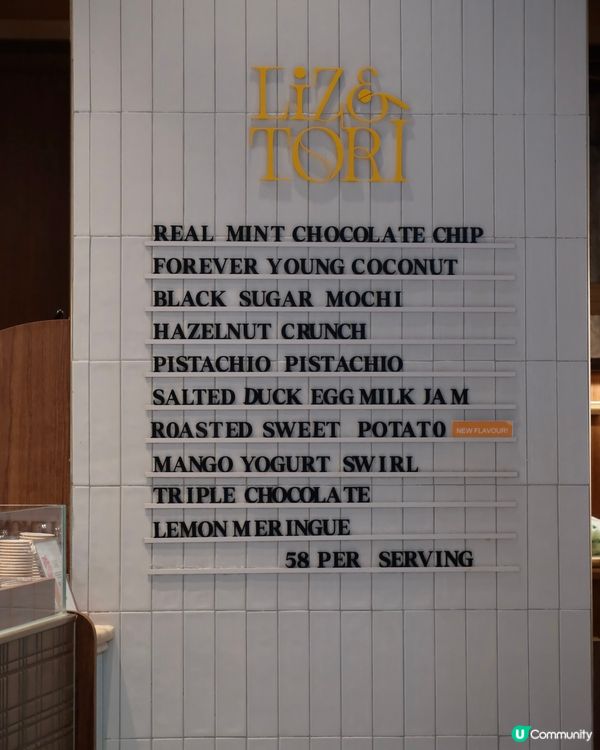 LiZ&
TORI
REAL MINT CHOCOLATE CHIP
FOREVER YOUNG COCONUT
BLACK SUGAR MOCHI
HAZELNUT CRUNCH
PISTACHIO PISTACHIO
SALTED DUCK EGG MILK JAM
ROASTED SWEET POTATO NEW FLAVOUR!
MANGO YOGURT SWIRL
TRIPLE CHOCOLATE
LEMON MERINGUE
58 PER SERVING
U Community